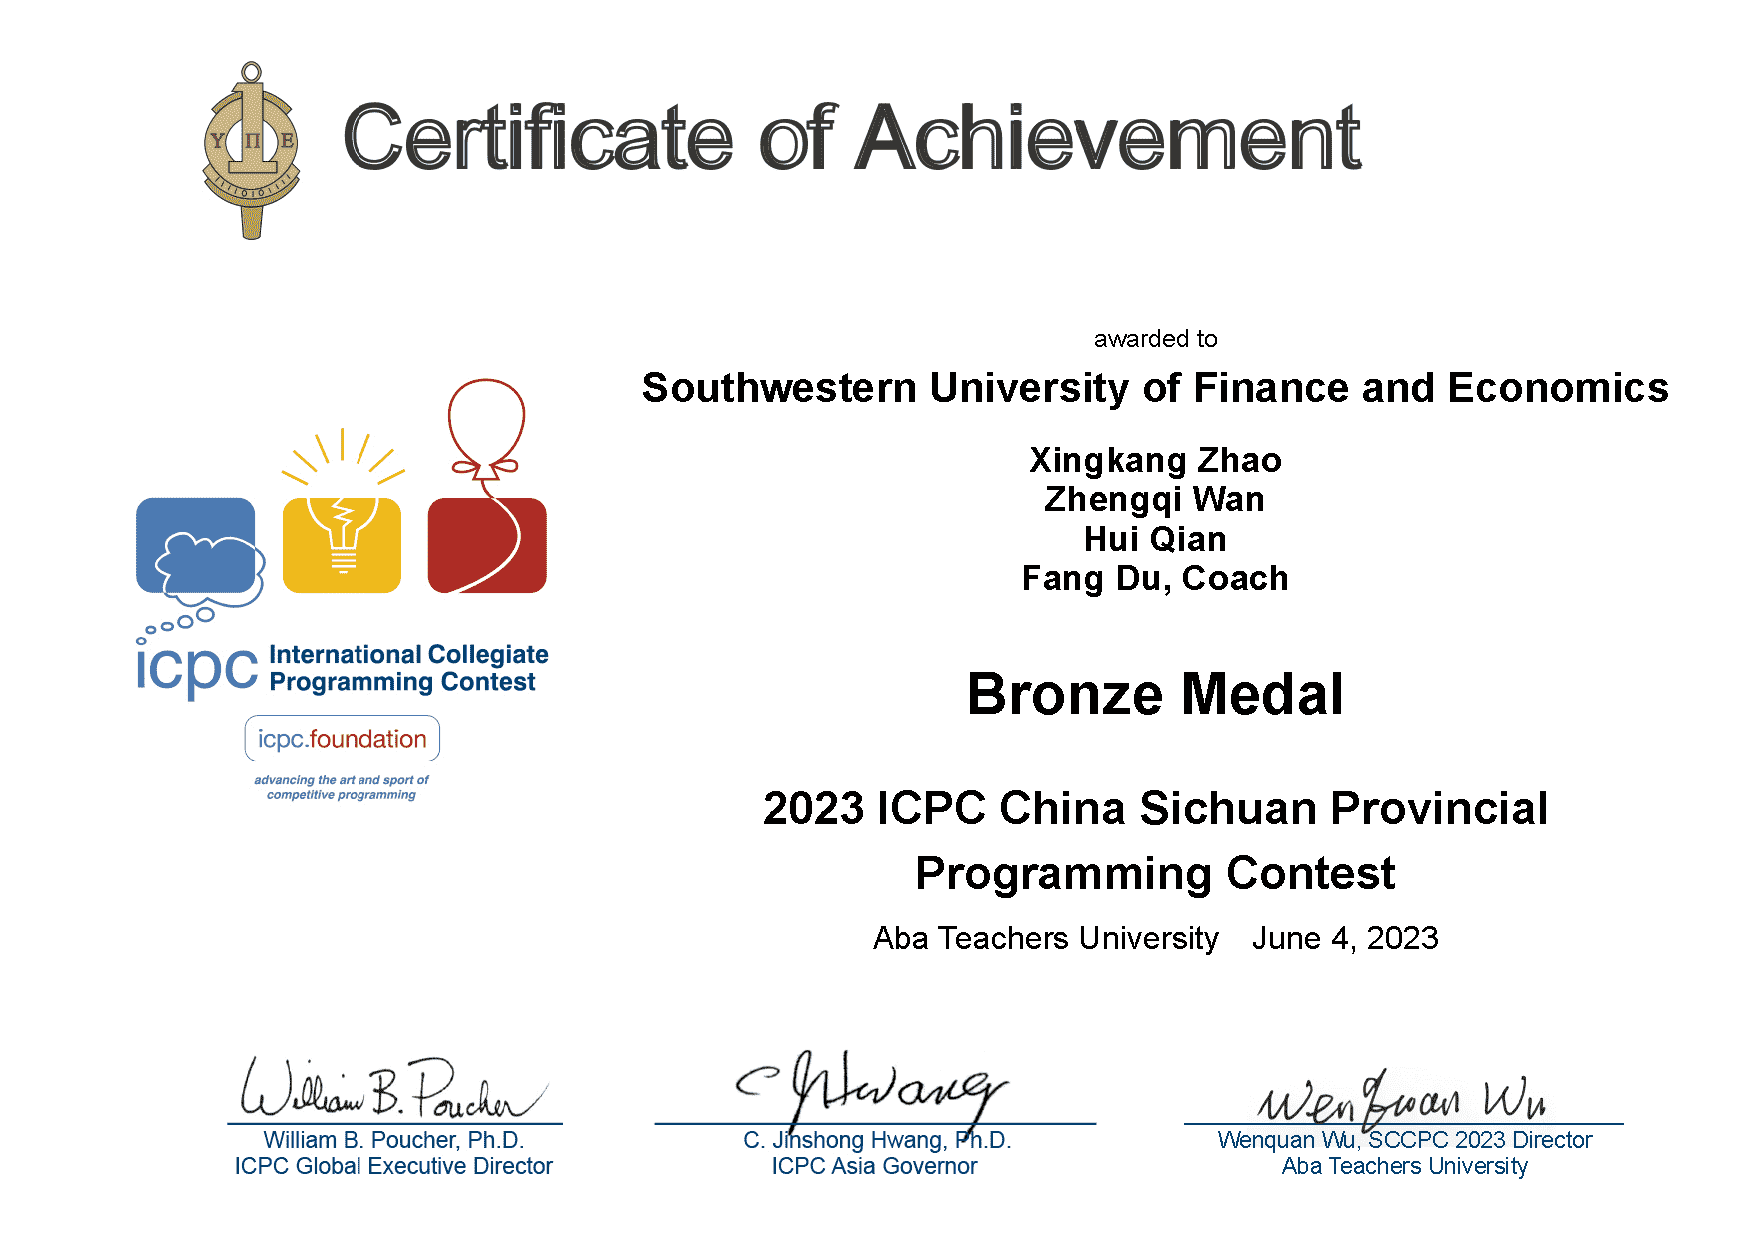 Υ Π Ε
1111010111
Certificate of Achievement
awarded to
Southwestern University of Finance and Economics
Xingkang Zhao
Zhengqi Wan
Hui Qian
Fang Du, Coach
Bronze Medal
2023 ICPC China Sichuan Provincial
Programming Contest
Aba Teachers University June 4, 2023
icpc International Collegiate
Programming Contest
icpc.foundation
advancing the art and sport of
competitive programming
William B. Poucher
William B. Poucher, Ph.D.
ICPC Global Executive Director
C J Hwang
C. Jinshong Hwang, Ph.D.
ICPC Asia Governor
Wenquan Wu
Wenquan Wu, SCCPC 2023 Director
Aba Teachers University